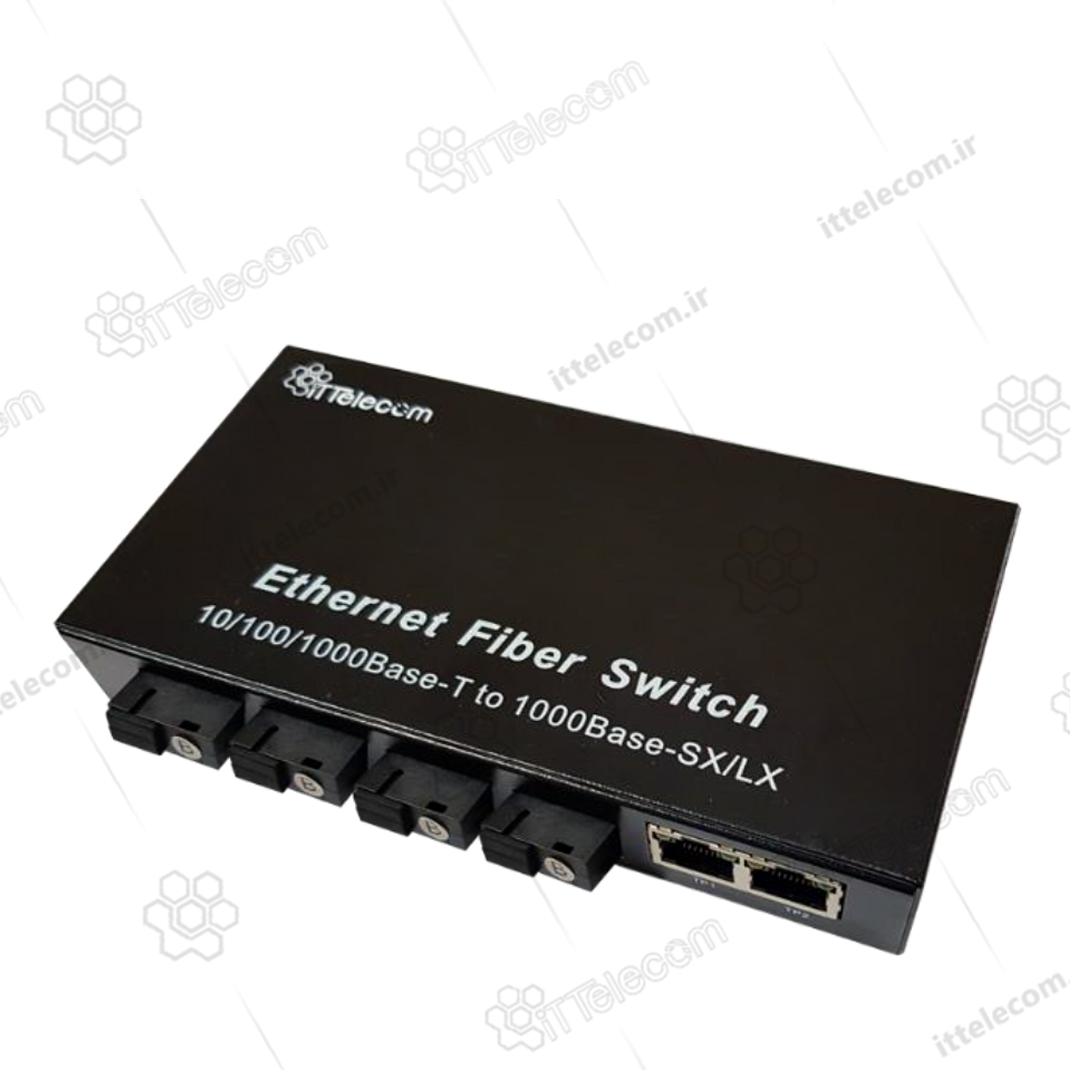 iTTelecom
ittelecom.ir
iTTelecom
ittelecom.ir
iTTelecom
ittelecom.ir
Ethernet Fiber Switch
10/100/1000Base-T to 1000Base-SX/LX
B
B
B
B
TP1
TP2
iTTelecom
ittelecom.